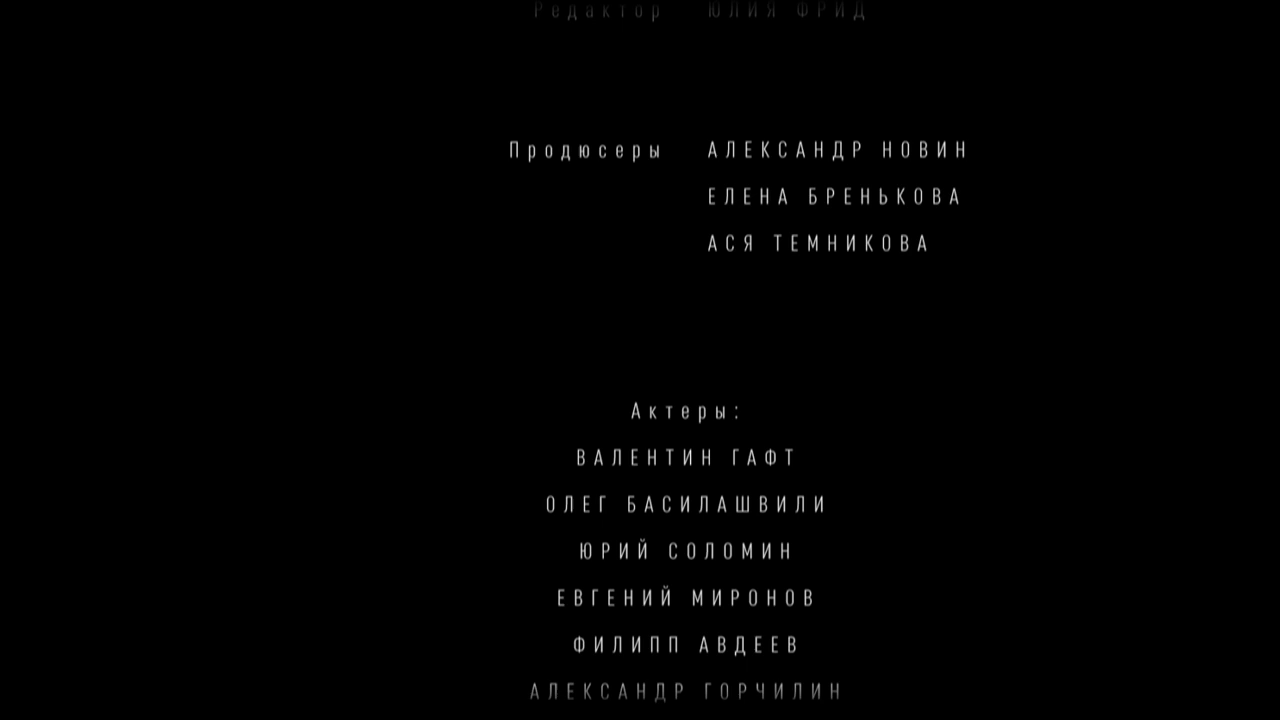 Редактор ЮЛИЯ ФРИД
Продюсеры АЛЕКСАНДР НОВИН
ЕЛЕНА БРЕНЬКОВА
АСЯ ТЕМНИКОВА
Актеры:
ВАЛЕНТИН ГАФТ
ОЛЕГ БАСИЛАШВИЛИ
ЮРИЙ СОЛОМИН
ЕВГЕНИЙ МИРОНОВ
ФИЛИПП АВДЕЕВ
АЛЕКСАНДР ГОРЧИЛИН